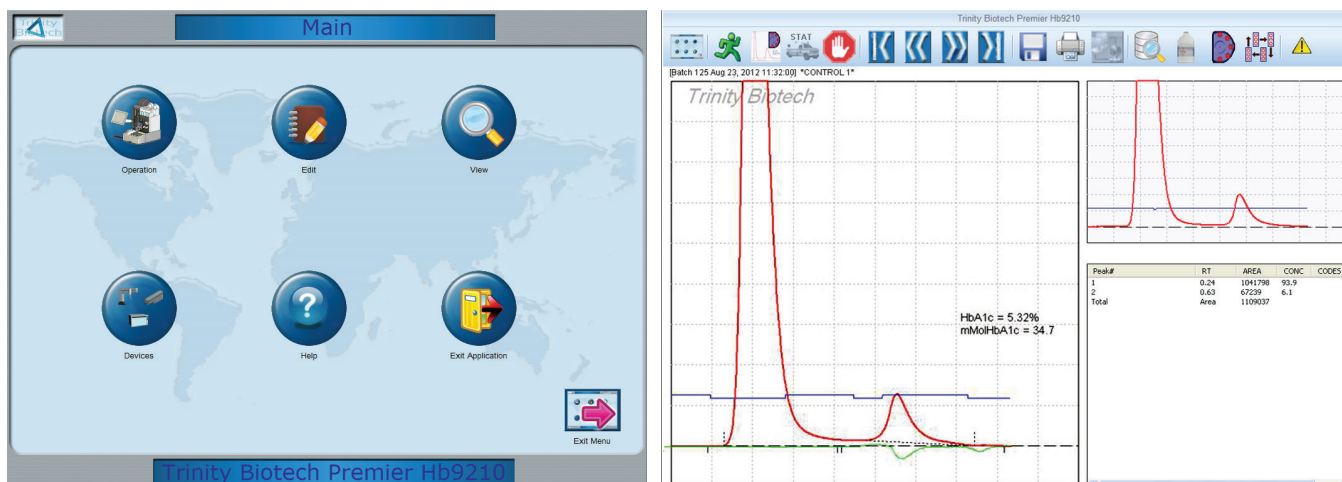 Trinity
Biotech
Main
Operation
Edit
View
Devices
Help
Exit Application
Exit Menu
Trinity Biotech Premier Hb9210
Trinity Biotech Premier Hb9210
STAT
[Batch 125 Aug 23, 2012 11:32:00] *CONTROL 1*
Trinity Biotech
HbA1c = 5.32%
mMolHbA1c = 34.7
Peak# RT AREA CONC CODES
1 0.24 1041798 93.9
2 0.63 67239 6.1
Total Area 1109037